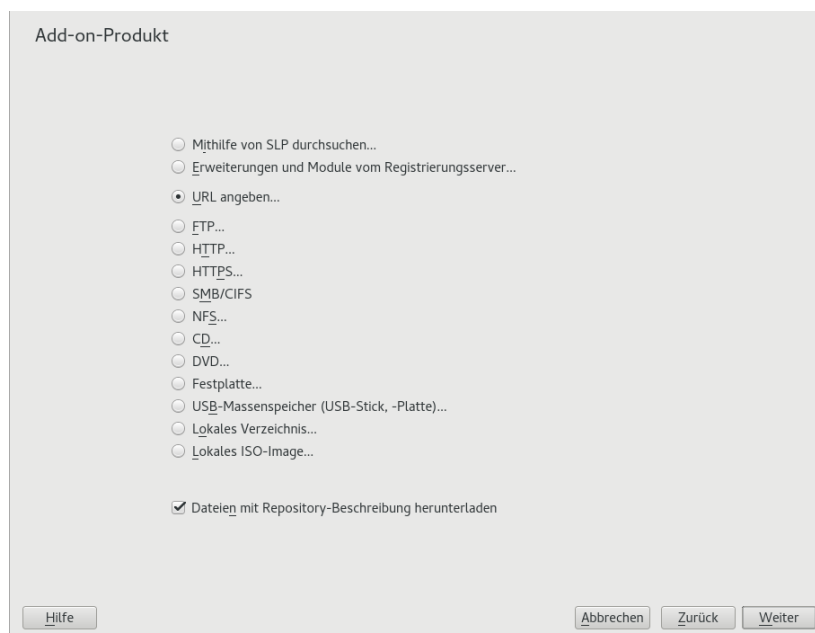 Add-on-Produkt
Mithilfe von SLP durchsuchen...
Erweiterungen und Module vom Registrierungsserver...
URL angeben...
FTP...
HTTP...
HTTPS...
SMB/CIFS
NFS...
CD...
DVD...
Festplatte...
USB-Massenspeicher (USB-Stick, -Platte)...
Lokales Verzeichnis...
Lokales ISO-Image...
Dateien mit Repository-Beschreibung herunterladen
Hilfe Abbrechen Zurück Weiter